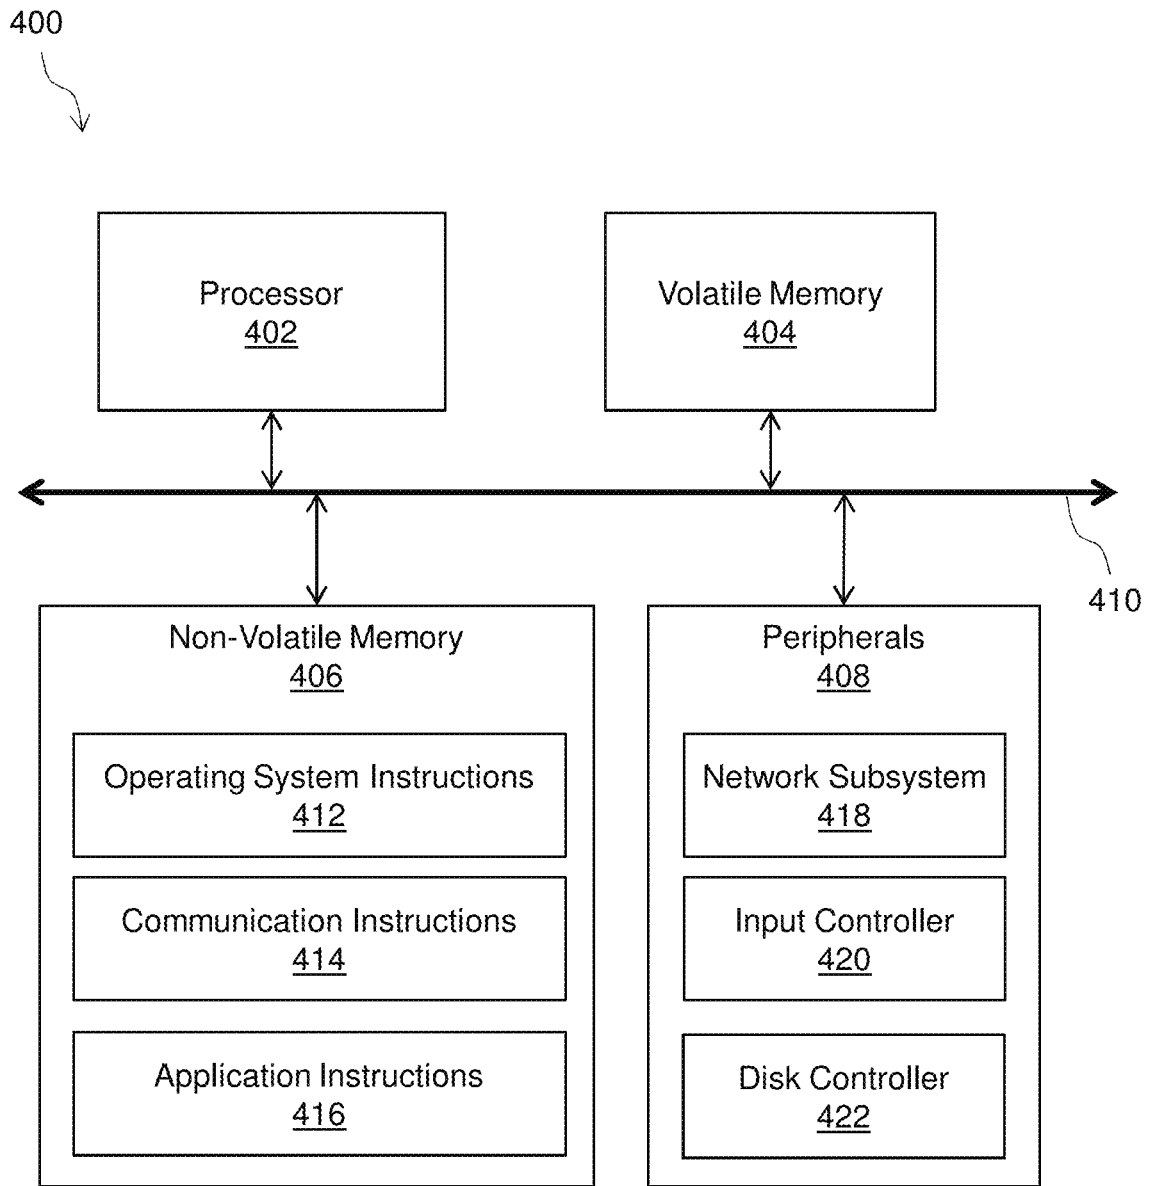 400
Processor
402
Volatile Memory
404
410
Non-Volatile Memory
406
Operating System Instructions
412
Communication Instructions
414
Application Instructions
416
Peripherals
408
Network Subsystem
418
Input Controller
420
Disk Controller
422